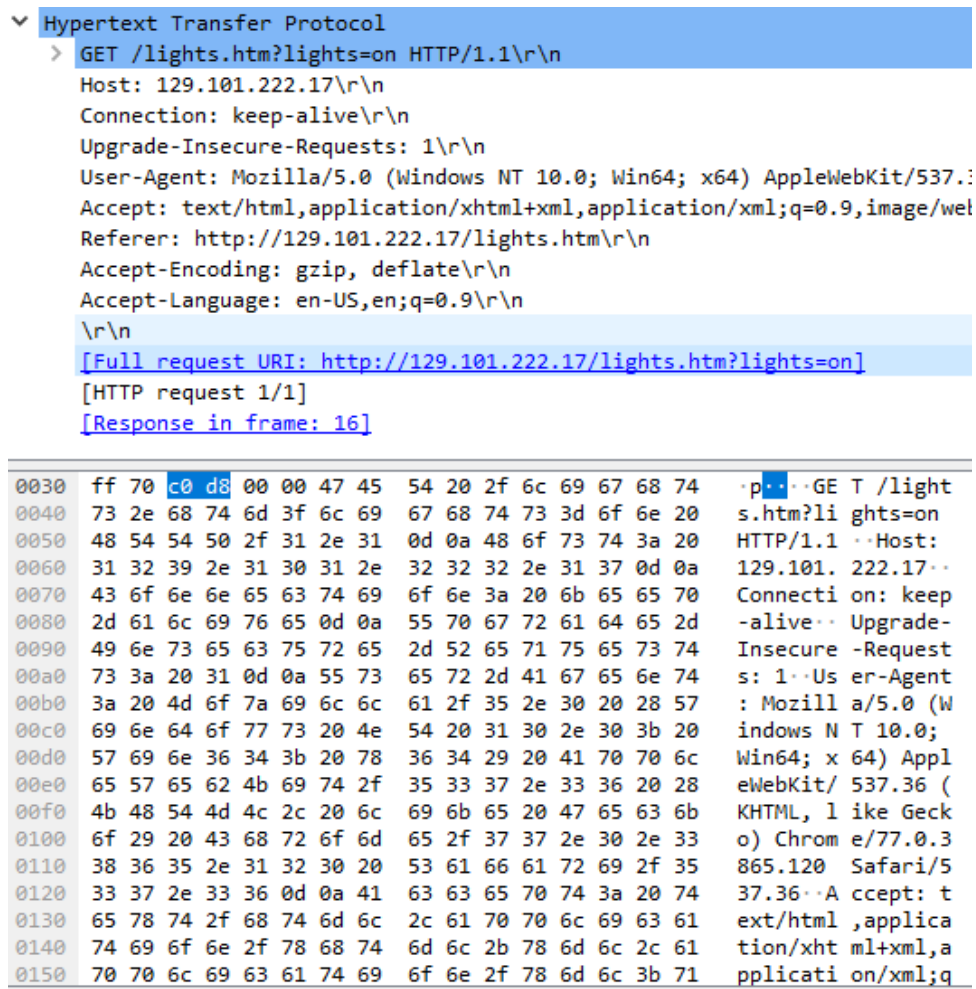 Hypertext Transfer Protocol
GET /lights.htm?lights=on HTTP/1.1\r\n
Host: 129.101.222.17\r\n
Connection: keep-alive\r\n
Upgrade-Insecure-Requests: 1\r\n
User-Agent: Mozilla/5.0 (Windows NT 10.0; Win64; x64) AppleWebKit/537.3
Accept: text/html,application/xhtml+xml,application/xml;q=0.9,image/web
Referer: http://129.101.222.17/lights.htm\r\n
Accept-Encoding: gzip, deflate\r\n
Accept-Language: en-US,en;q=0.9\r\n
\r\n
[Full request URI: http://129.101.222.17/lights.htm?lights=on]
[HTTP request 1/1]
[Response in frame: 16]
0030 ff 70 c0 d8 00 00 47 45 54 20 2f 6c 69 67 68 74 ·p····GE T /light
0040 73 2e 68 74 6d 3f 6c 69 67 68 74 73 3d 6f 6e 20 s.htm?li ghts=on
0050 48 54 54 50 2f 31 2e 31 0d 0a 48 6f 73 74 3a 20 HTTP/1.1 ··Host:
0060 31 32 39 2e 31 30 31 2e 32 32 32 2e 31 37 0d 0a 129.101. 222.17··
0070 43 6f 6e 6e 65 63 74 69 6f 6e 3a 20 6b 65 65 70 Connecti on: keep
0080 2d 61 6c 69 76 65 0d 0a 55 70 67 72 61 64 65 2d -alive·· Upgrade-
0090 49 6e 73 65 63 75 72 65 2d 52 65 71 75 65 73 74 Insecure -Request
00a0 73 3a 20 31 0d 0a 55 73 65 72 2d 41 67 65 6e 74 s: 1··Us er-Agent
00b0 3a 20 4d 6f 7a 69 6c 6c 61 2f 35 2e 30 20 28 57 : Mozill a/5.0 (W
00c0 69 6e 64 6f 77 73 20 4e 54 20 31 30 2e 30 3b 20 indows N T 10.0;
00d0 57 69 6e 36 34 3b 20 78 36 34 29 20 41 70 70 6c Win64; x 64) Appl
00e0 65 57 65 62 4b 69 74 2f 35 33 37 2e 33 36 20 28 eWebKit/ 537.36 (
00f0 4b 48 54 4d 4c 2c 20 6c 69 6b 65 20 47 65 63 6b KHTML, l ike Geck
0100 6f 29 20 43 68 72 6f 6d 65 2f 37 37 2e 30 2e 33 o) Chrom e/77.0.3
0110 38 36 35 2e 31 32 30 20 53 61 66 61 72 69 2f 35 865.120 Safari/5
0120 33 37 2e 33 36 0d 0a 41 63 63 65 70 74 3a 20 74 37.36··A ccept: t
0130 65 78 74 2f 68 74 6d 6c 2c 61 70 70 6c 69 63 61 ext/html ,applica
0140 74 69 6f 6e 2f 78 68 74 6d 6c 2b 78 6d 6c 2c 61 tion/xht ml+xml,a
0150 70 70 6c 69 63 61 74 69 6f 6e 2f 78 6d 6c 3b 71 pplicati on/xml;q